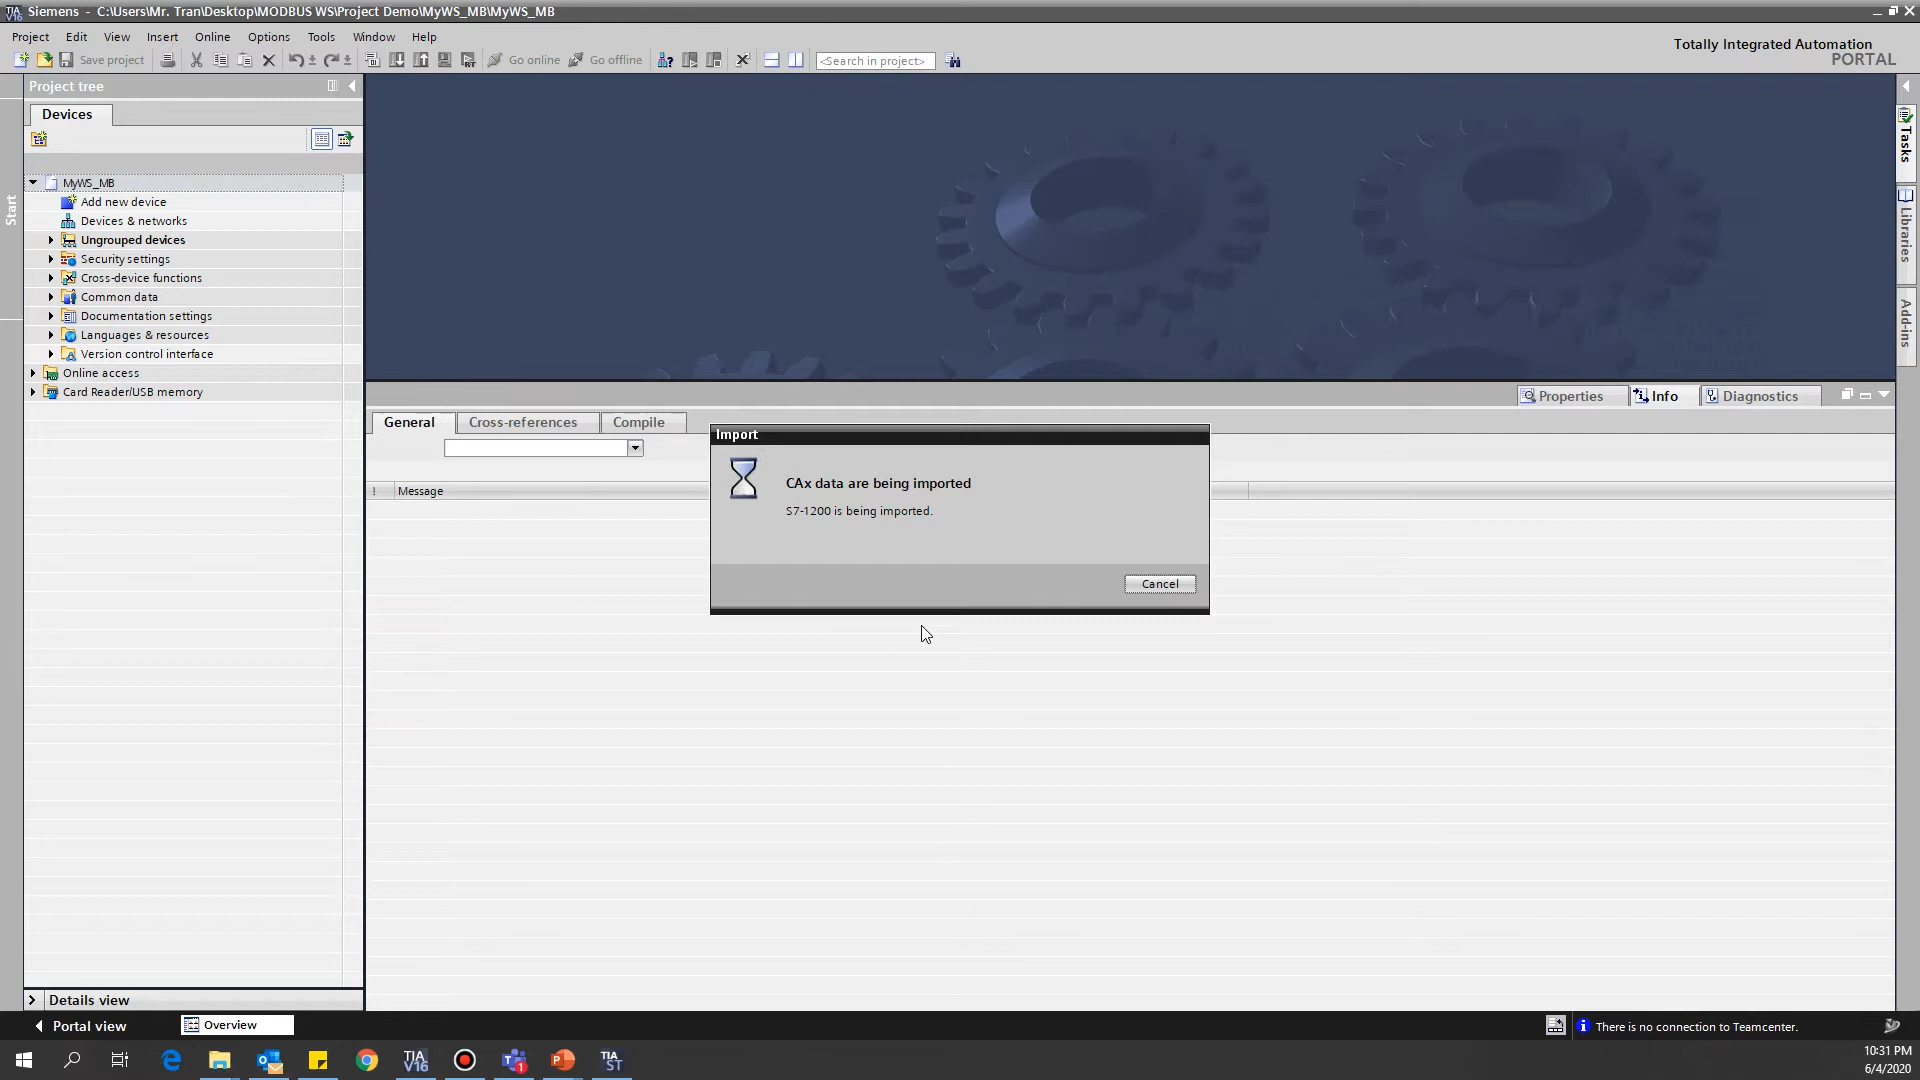 Siemens - C:\Users\Mr. Tran\Desktop\MODBUS WS\Project Demo\MyWS_MB\MyWS_MB
Project Edit View Insert Online Options Tools Window Help
Totally Integrated Automation
PORTAL
Save project Go online Go offline <Search in project>
Project tree
Devices
Start
MyWS_MB
Add new device
Devices & networks
Ungrouped devices
Security settings
Cross-device functions
Common data
Documentation settings
Languages & resources
Version control interface
Online access
Card Reader/USB memory
Tasks
Libraries
Add-ins
Properties Info Diagnostics
General Cross-references Compile
! Message
Import
CAx data are being imported
S7-1200 is being imported.
Cancel
Details view
Portal view Overview There is no connection to Teamcenter.
TIA V16
TIA ST
10:31 PM
6/4/2020